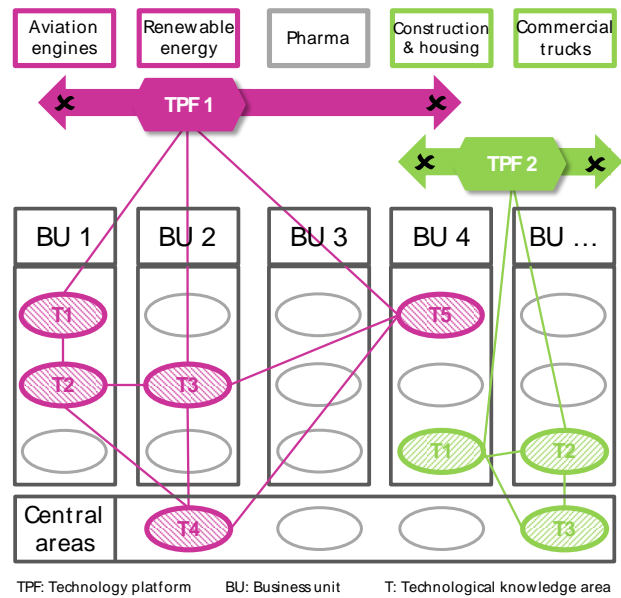 Aviation
engines
Renewable
energy
Pharma
Construction
& housing
Commercial
trucks
TPF 1
TPF 2
BU 1
BU 2
BU 3
BU 4
BU ...
T1
T5
T2
T3
T1
T2
Central
areas
T4
T3
TPF: Technology platform BU: Business unit T: Technological knowledge area